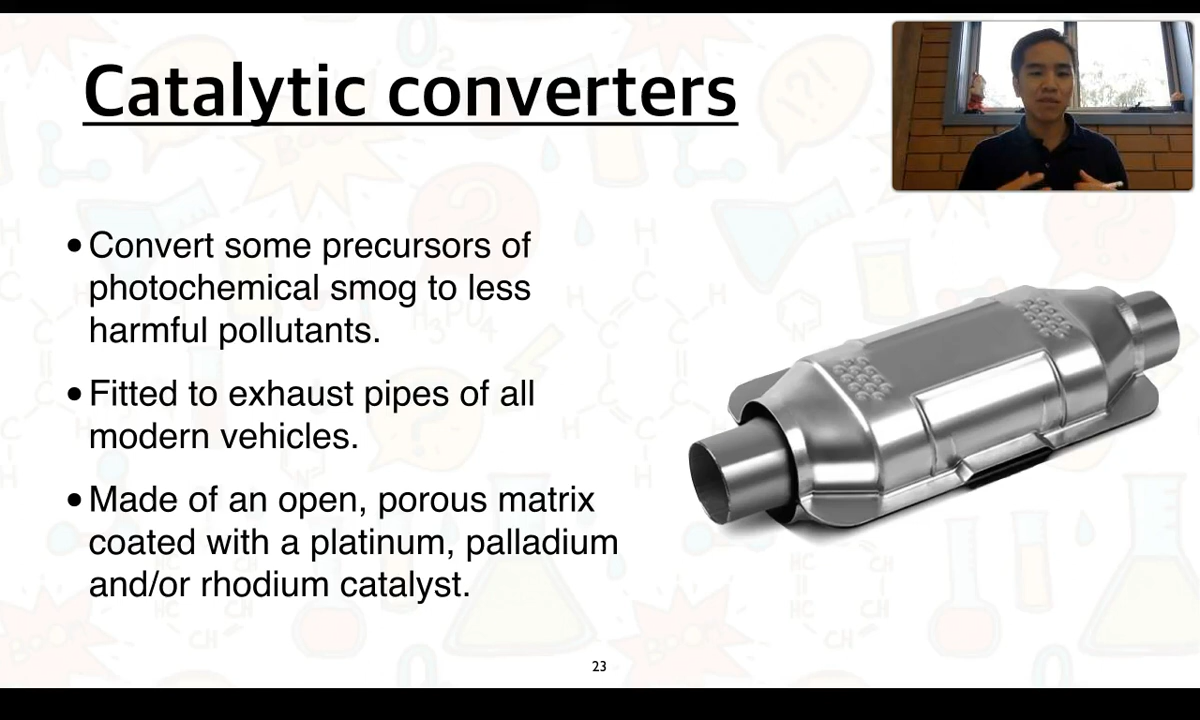 Catalytic converters
•Convert some precursors of
photochemical smog to less
harmful pollutants.
•Fitted to exhaust pipes of all
modern vehicles.
•Made of an open, porous matrix
coated with a platinum, palladium
and/or rhodium catalyst.
23